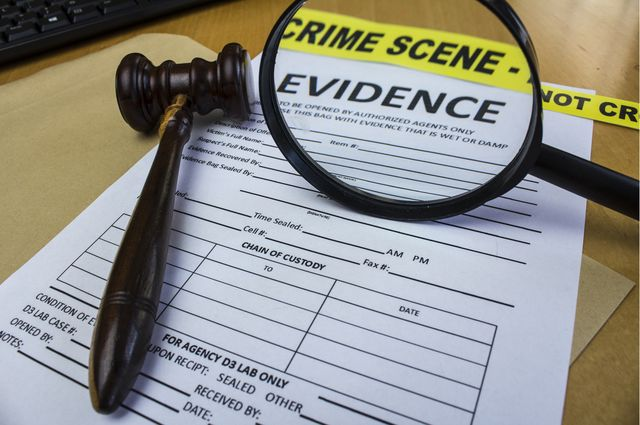 CRIME SCENE -
NOT CR
EVIDENCE
TO BE OPENED BY AUTHORIZED AGENTS ONLY
SE THIS BAG WITH EVIDENCE THAT IS WET OR DAMP
Item #:
Victim's Full Name:
Suspect's Full Name:
Evidence Recovered By:
Evidence Bag Sealed By:
SIGNATURE
Time Sealed: AM PM
Cell #: Fax #:
CHAIN OF CUSTODY
TO DATE
CONDITION OF E
FOR AGENCY D3 LAB ONLY
D3 LAB CASE #:
UPON RECEIPT: SEALED OTHER
OPENED BY: RECEIVED BY:
NOTES: DATE: